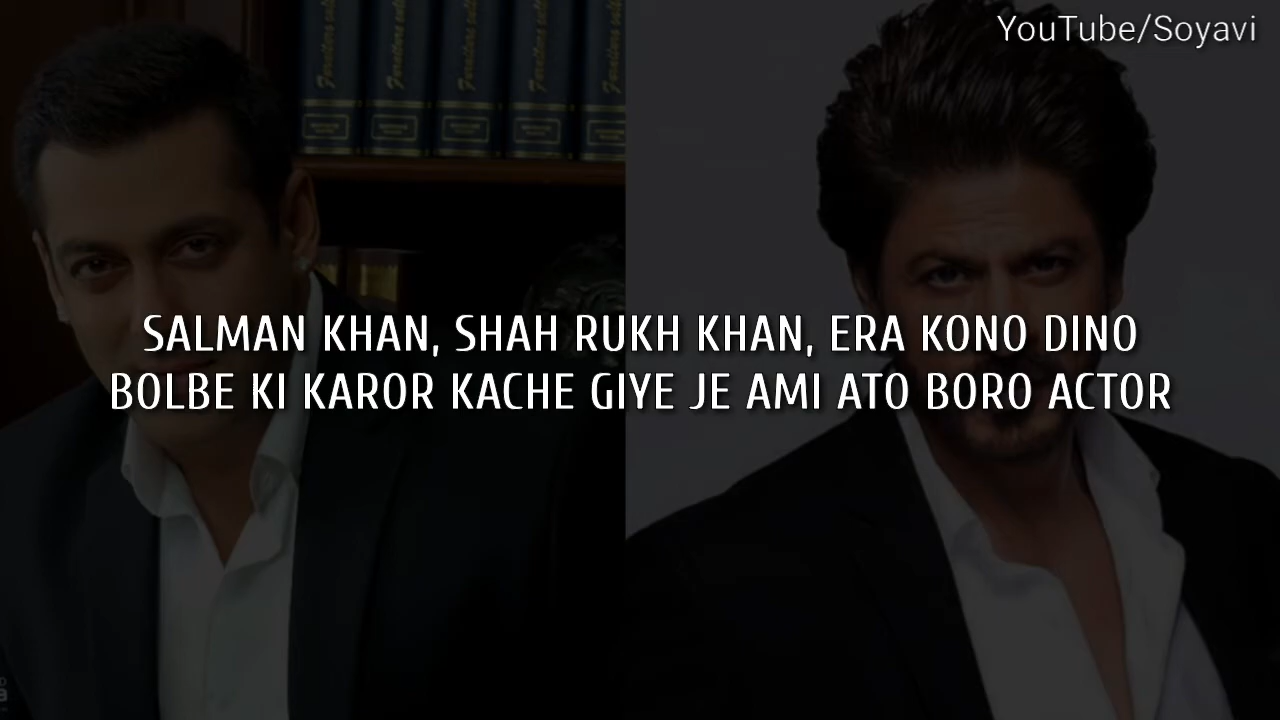 YouTube/Soyavi
SALMAN KHAN, SHAH RUKH KHAN, ERA KONO DINO
BOLBE KI KAROR KACHE GIYE JE AMI ATO BORO ACTOR